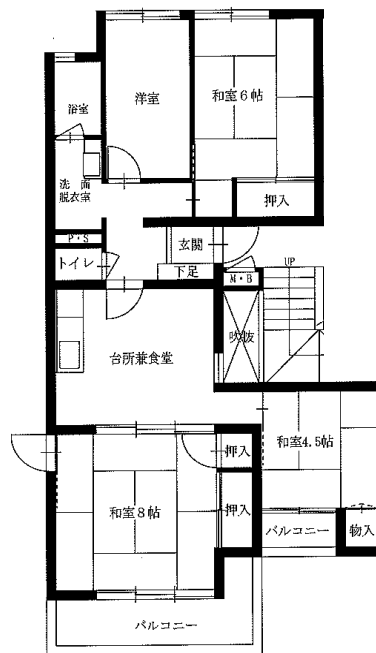 浴室
洋室
和室6帖
洗面
脱衣室
押入
P・S
玄関
トイレ
下足
M・B
UP
吹抜
台所兼食堂
押入
和室4.5帖
和室8帖
押入
バルコニー
物入
バルコニー